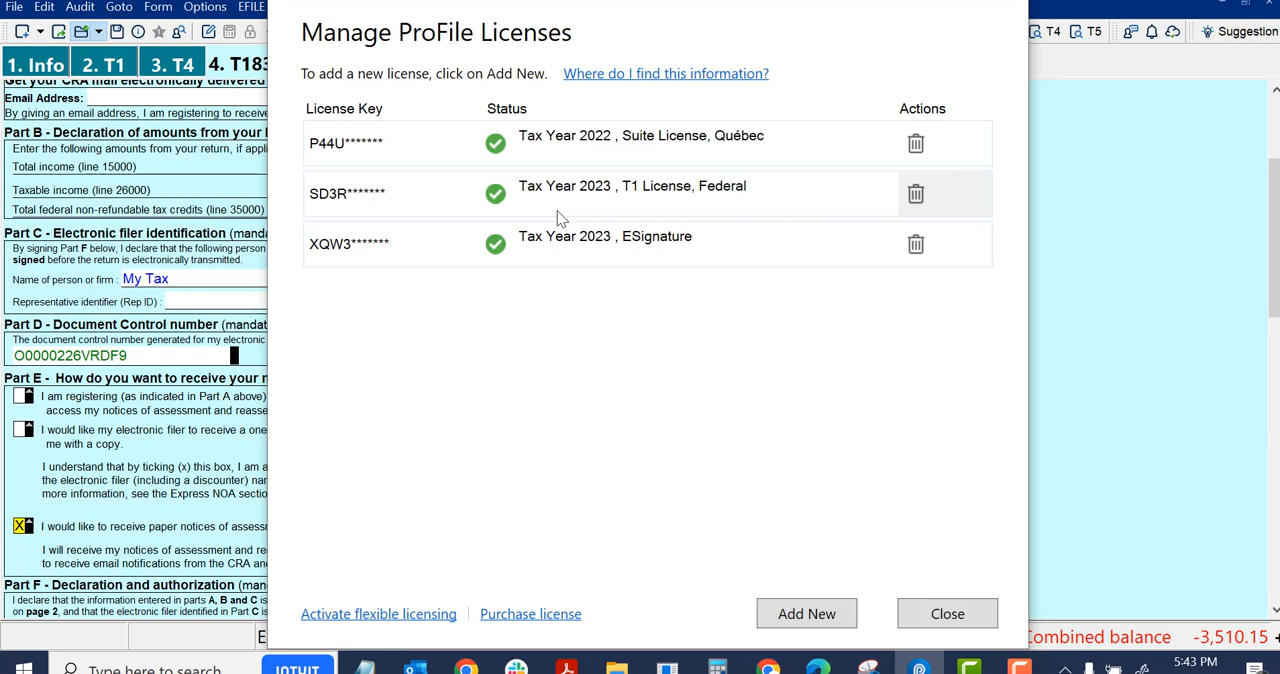 File Edit Audit Goto Form Options EFILE
T4 T5 Suggestion
1. Info 2. T1 3. T4 4. T183
Set your CRA mail electronically delivered
Email Address:
By giving an email address, I am registering to receive
Part B - Declaration of amounts from your
Enter the following amounts from your return, if appli
Total income (line 15000)
Taxable income (line 26000)
Total federal non-refundable tax credits (line 35000)
Part C - Electronic filer identification (manda
By signing Part F below, I declare that the following person
signed before the return is electronically transmitted.
Name of person or firm : My Tax
Representative identifier (Rep ID) :
Part D - Document Control number (mandat
The document control number generated for my electronic
O0000226VRDF9
Part E - How do you want to receive your n
I am registering (as indicated in Part A above)
access my notices of assessment and reasse
I would like my electronic filer to receive a one
me with a copy.
I understand that by ticking (x) this box, I am a
the electronic filer (including a discounter) nar
more information, see the Express NOA sectio
X I would like to receive paper notices of assess
I will receive my notices of assessment and re
to receive email notifications from the CRA and
Part F - Declaration and authorization (man
I declare that the information entered in parts A, B and C is
on page 2, and that the electronic filer identified in Part C is
Manage ProFile Licenses
To add a new license, click on Add New. Where do I find this information?
License Key Status Actions
P44U******* Tax Year 2022 , Suite License, Québec
SD3R******* Tax Year 2023 , T1 License, Federal
XQW3******* Tax Year 2023 , ESignature
Activate flexible licensing Purchase license Add New Close
E Combined balance -3,510.15
Type here to search INTUIT 5:43 PM